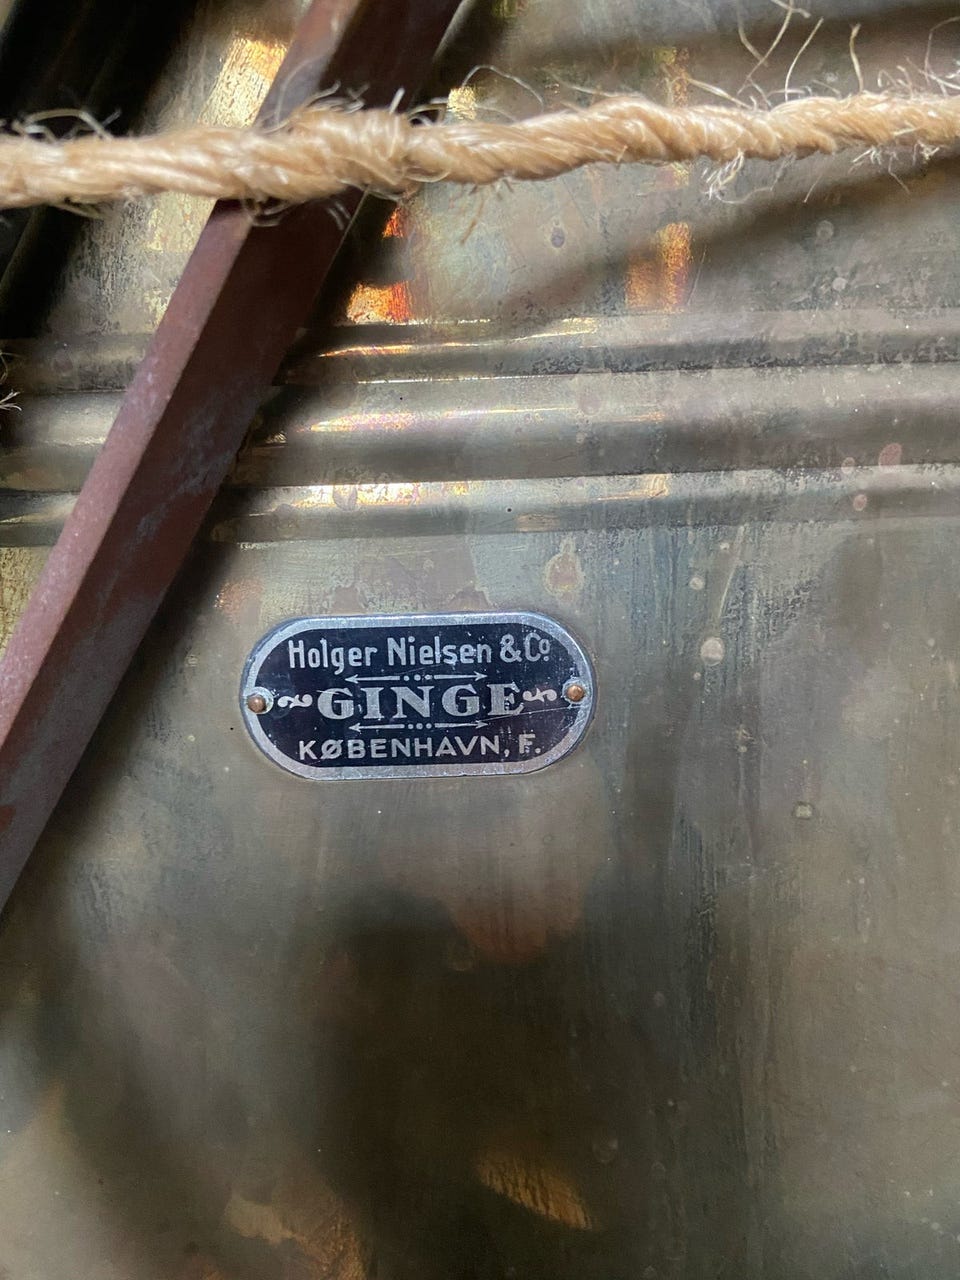 Holger Nielsen & Co.
GINGE
KØBENHAVN, F.